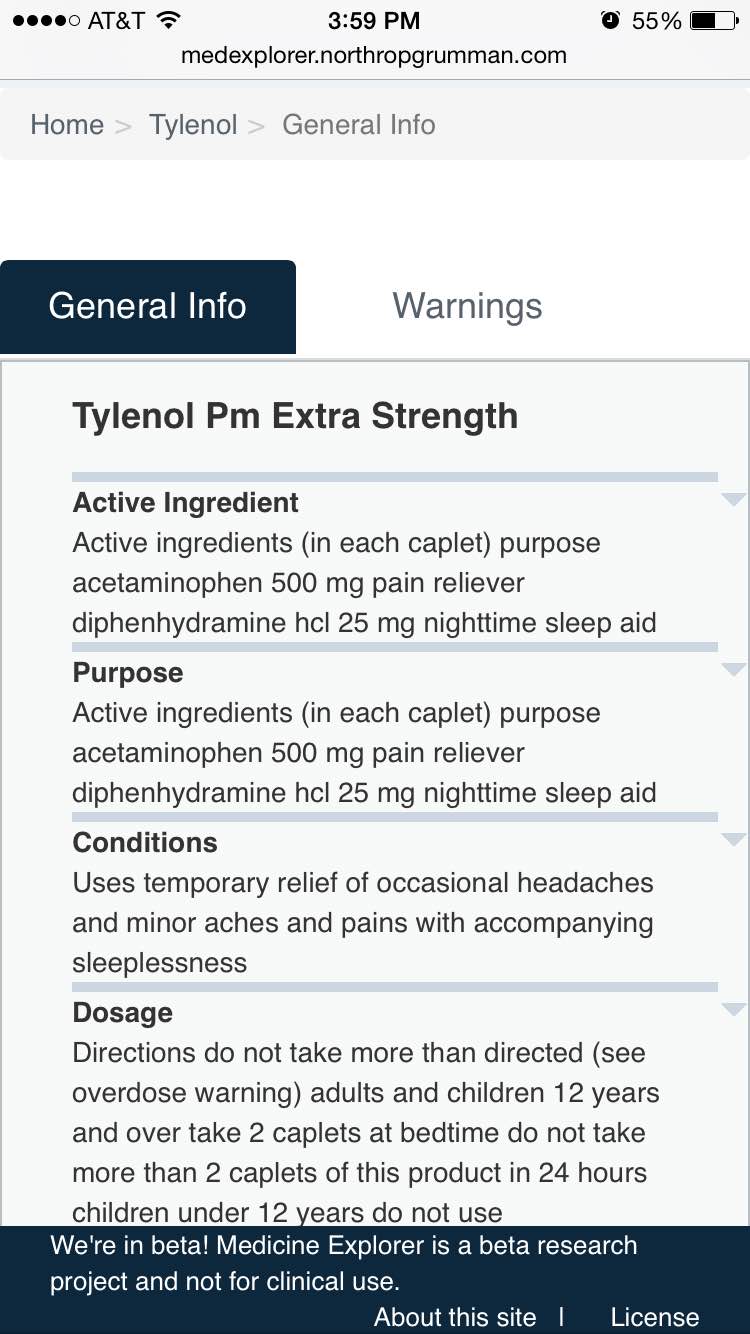 AT&T 3:59 PM 55%
medexplorer.northropgrumman.com
Home > Tylenol > General Info
General Info Warnings
Tylenol Pm Extra Strength
Active Ingredient
Active ingredients (in each caplet) purpose
acetaminophen 500 mg pain reliever
diphenhydramine hcl 25 mg nighttime sleep aid
Purpose
Active ingredients (in each caplet) purpose
acetaminophen 500 mg pain reliever
diphenhydramine hcl 25 mg nighttime sleep aid
Conditions
Uses temporary relief of occasional headaches
and minor aches and pains with accompanying
sleeplessness
Dosage
Directions do not take more than directed (see
overdose warning) adults and children 12 years
and over take 2 caplets at bedtime do not take
more than 2 caplets of this product in 24 hours
children under 12 years do not use
We're in beta! Medicine Explorer is a beta research
project and not for clinical use.
About this site | License